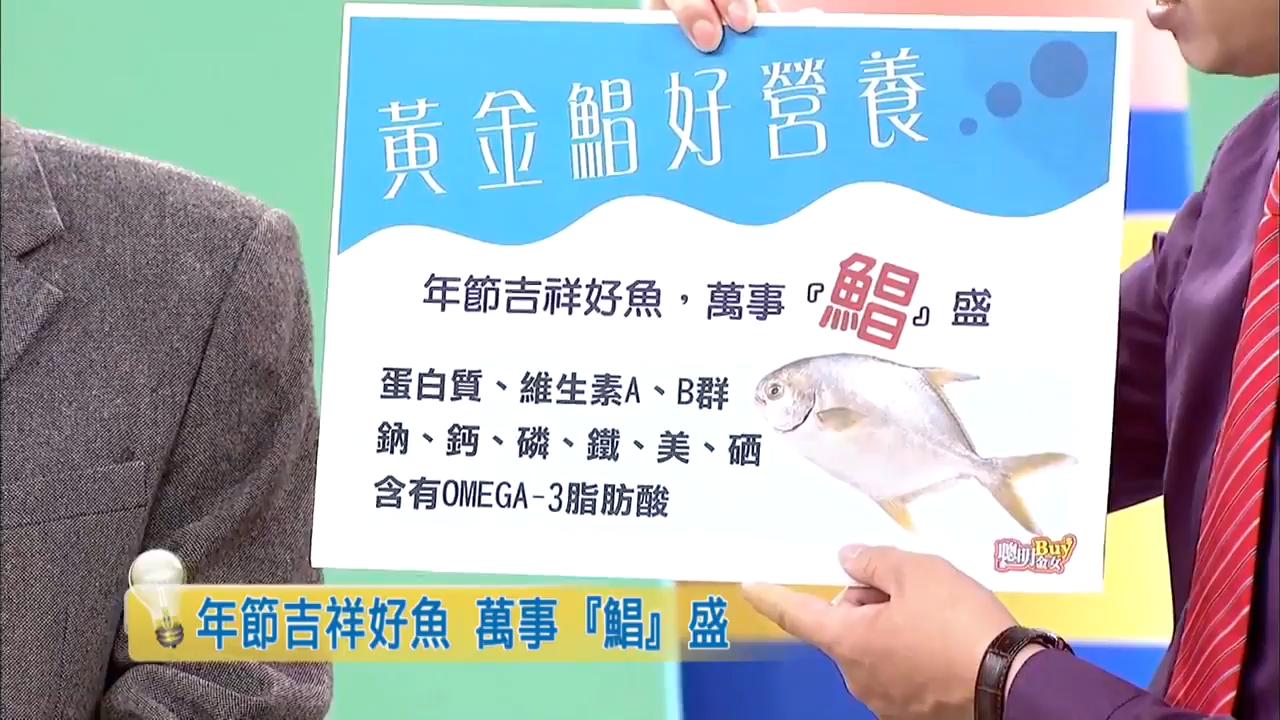 黃金鯧好營養
年節吉祥好魚，萬事『鯧』盛
蛋白質、維生素A、B群
鈉、鈣、磷、鐵、美、硒
含有OMEGA-3脂肪酸
聰明Buy金女
年節吉祥好魚 萬事『鯧』盛